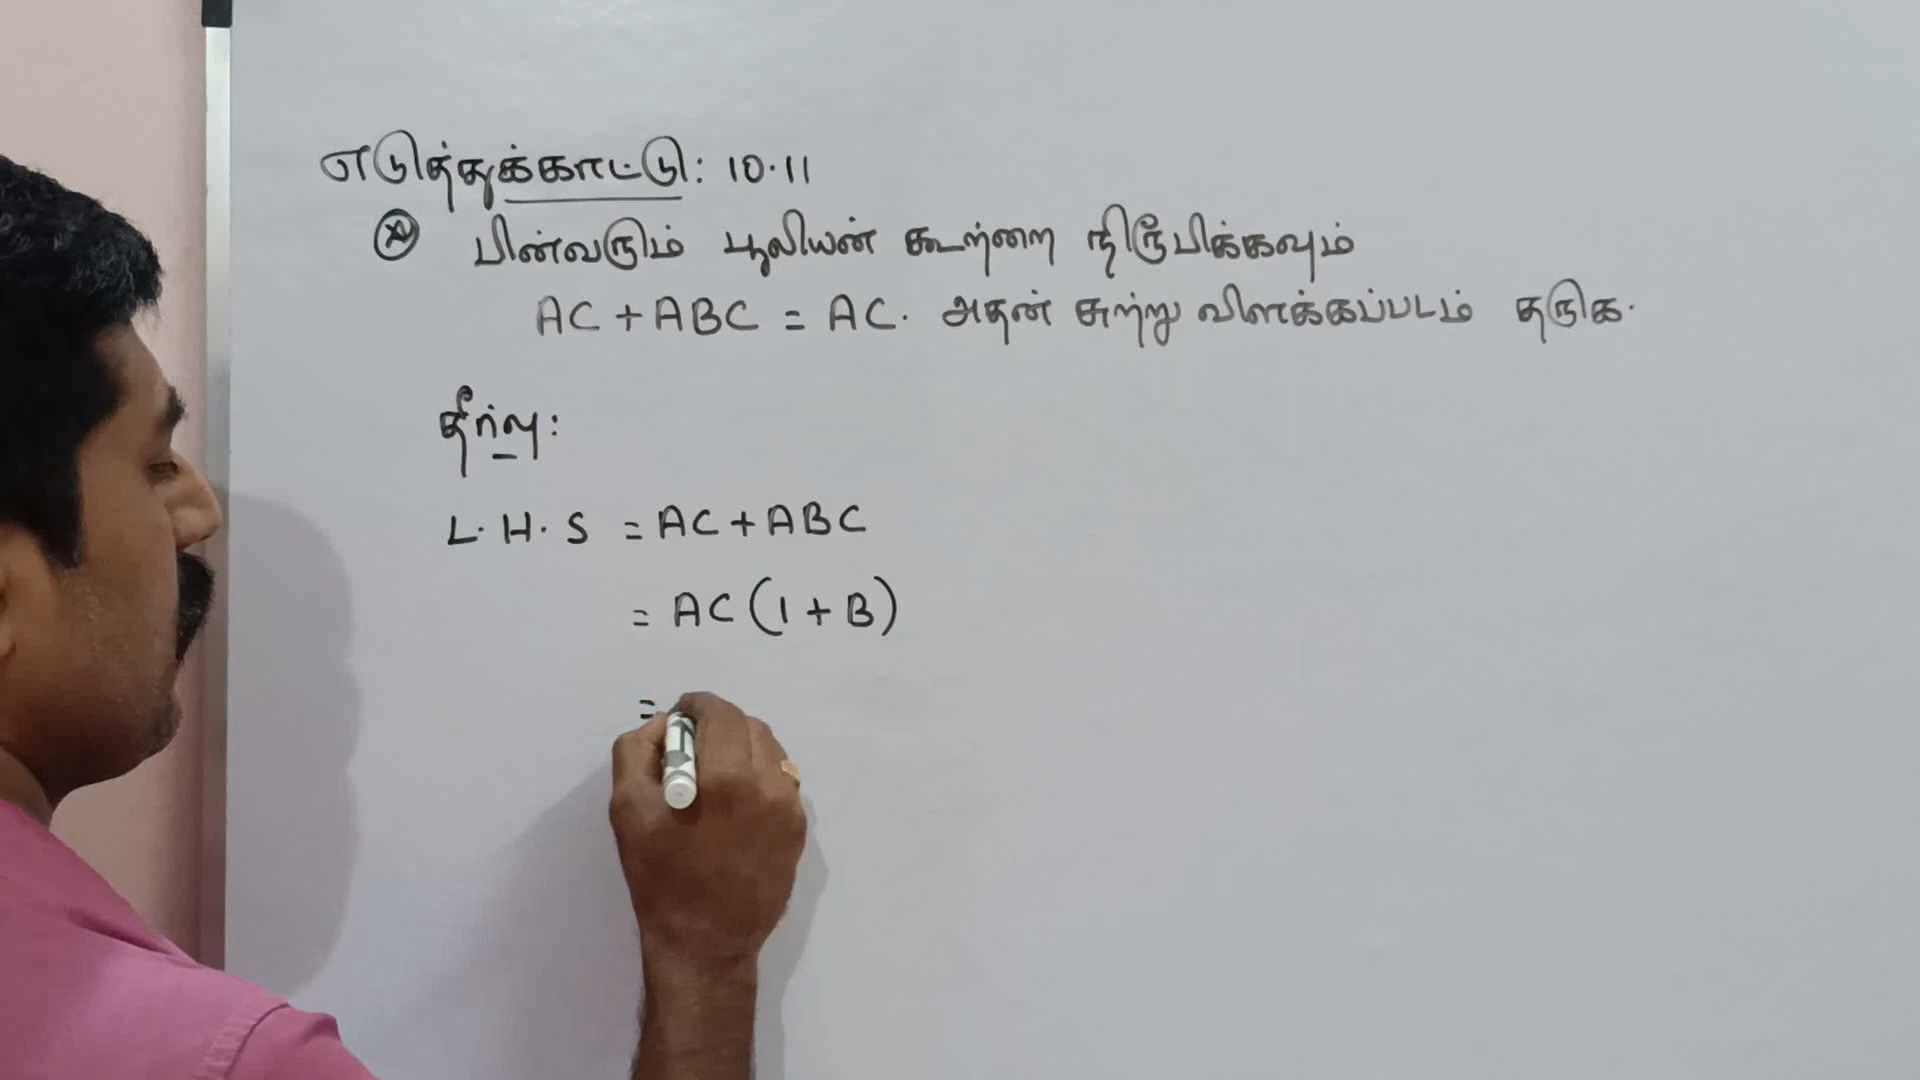 எடுத்துக்காட்டு: 10.11
பின்வரும் பூலியன் கூற்றை நிரூபிக்கவும்
AC + ABC = AC. அதன் சுற்று விளக்கப்படம் தருக.
தீர்வு:
L.H.S = AC + ABC
= AC (1 + B)
=